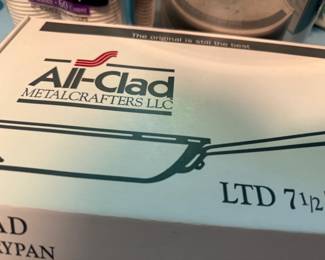 The original is still the best
All-Clad
METALCRAFTERS LLC
LTD 7 1/2
AD
YPAN